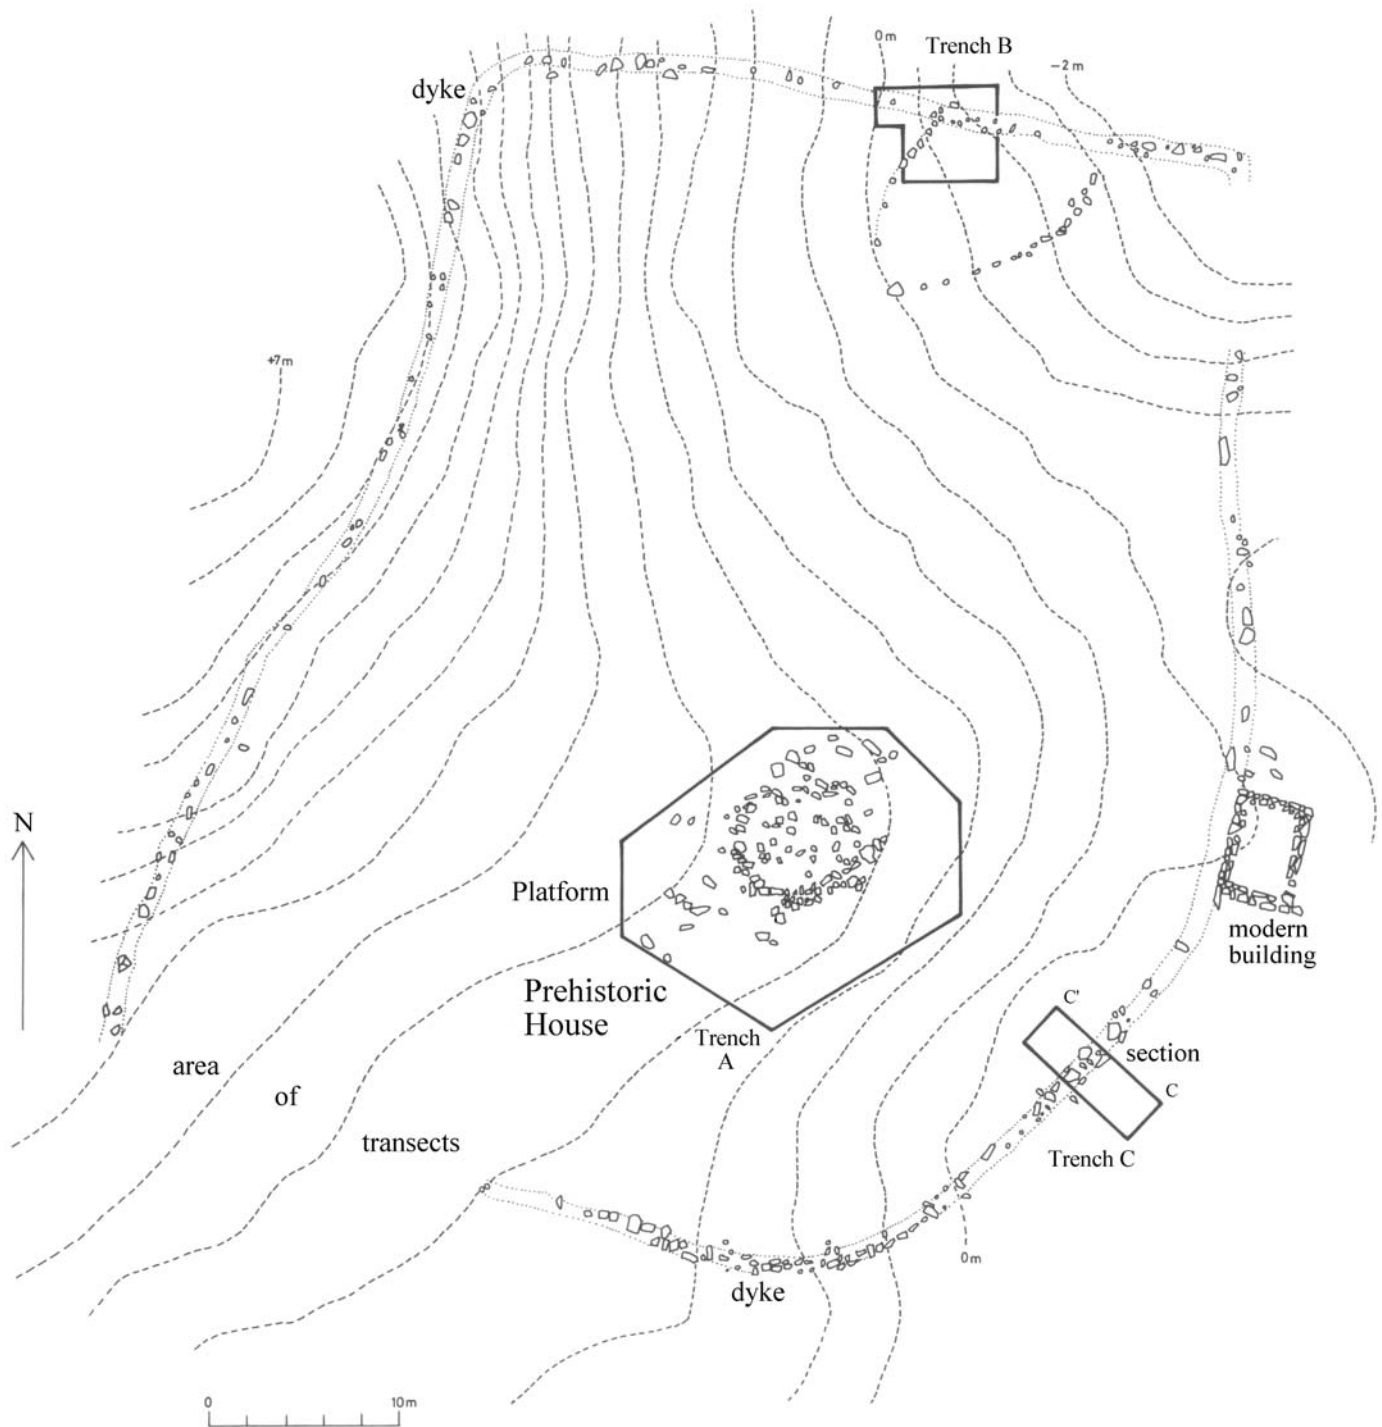 0m
Trench B
-2m
dyke
+7m
N
Platform
Prehistoric
House
Trench
A
area
of
transects
modern
building
C'
section
C
Trench C
0m
dyke
0
10m